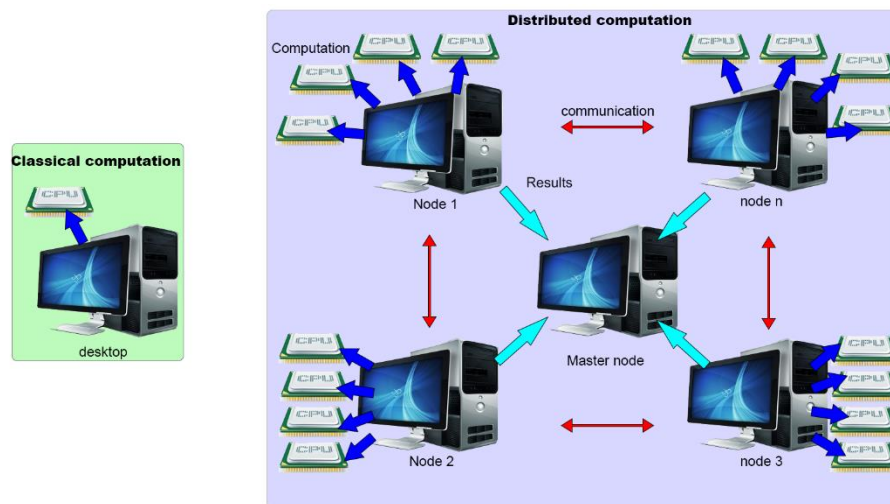 Distributed computation
Computation
CPU
CPU
CPU
CPU
CPU
CPU
CPU
CPU
communication
Classical computation
CPU
desktop
Node 1
Results
node n
Master node
CPU
CPU
CPU
CPU
Node 2
CPU
CPU
CPU
CPU
node 3